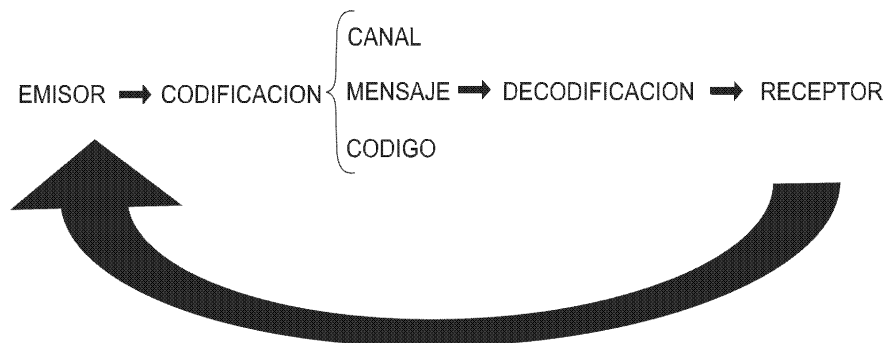 CANAL
EMISOR CODIFICACION MENSAJE DECODIFICACION RECEPTOR
CODIGO